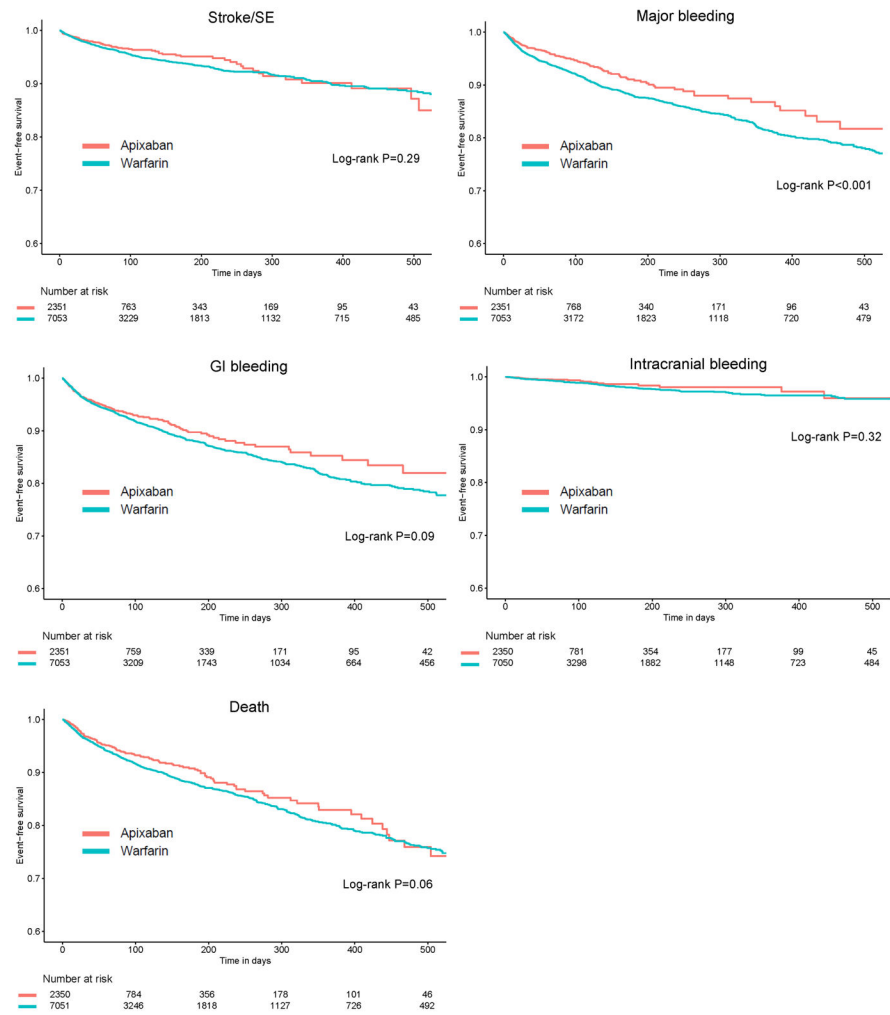 Stroke/SE
Event-free survival
1.0
0.9
0.8
0.7
0.6
Apixaban
Warfarin
Log-rank P=0.29
0 100 200 300 400 500
Time in days
Number at risk
2351 763 343 169 95 43
7053 3229 1813 1132 715 485
Major bleeding
Event-free survival
1.0
0.9
0.8
0.7
0.6
Apixaban
Warfarin
Log-rank P<0.001
0 100 200 300 400 500
Time in days
Number at risk
2351 768 340 171 96 43
7053 3172 1823 1118 720 479
GI bleeding
Event-free survival
1.0
0.9
0.8
0.7
0.6
Apixaban
Warfarin
Log-rank P=0.09
0 100 200 300 400 500
Time in days
Number at risk
2351 759 339 171 95 42
7053 3209 1743 1034 664 456
Intracranial bleeding
Event-free survival
1.0
0.9
0.8
0.7
0.6
Log-rank P=0.32
Apixaban
Warfarin
0 100 200 300 400 500
Time in days
Number at risk
2350 781 354 177 99 45
7050 3298 1882 1148 723 484
Death
Event-free survival
1.0
0.9
0.8
0.7
0.6
Apixaban
Warfarin
Log-rank P=0.06
0 100 200 300 400 500
Time in days
Number at risk
2350 784 356 178 101 46
7051 3246 1818 1127 726 492